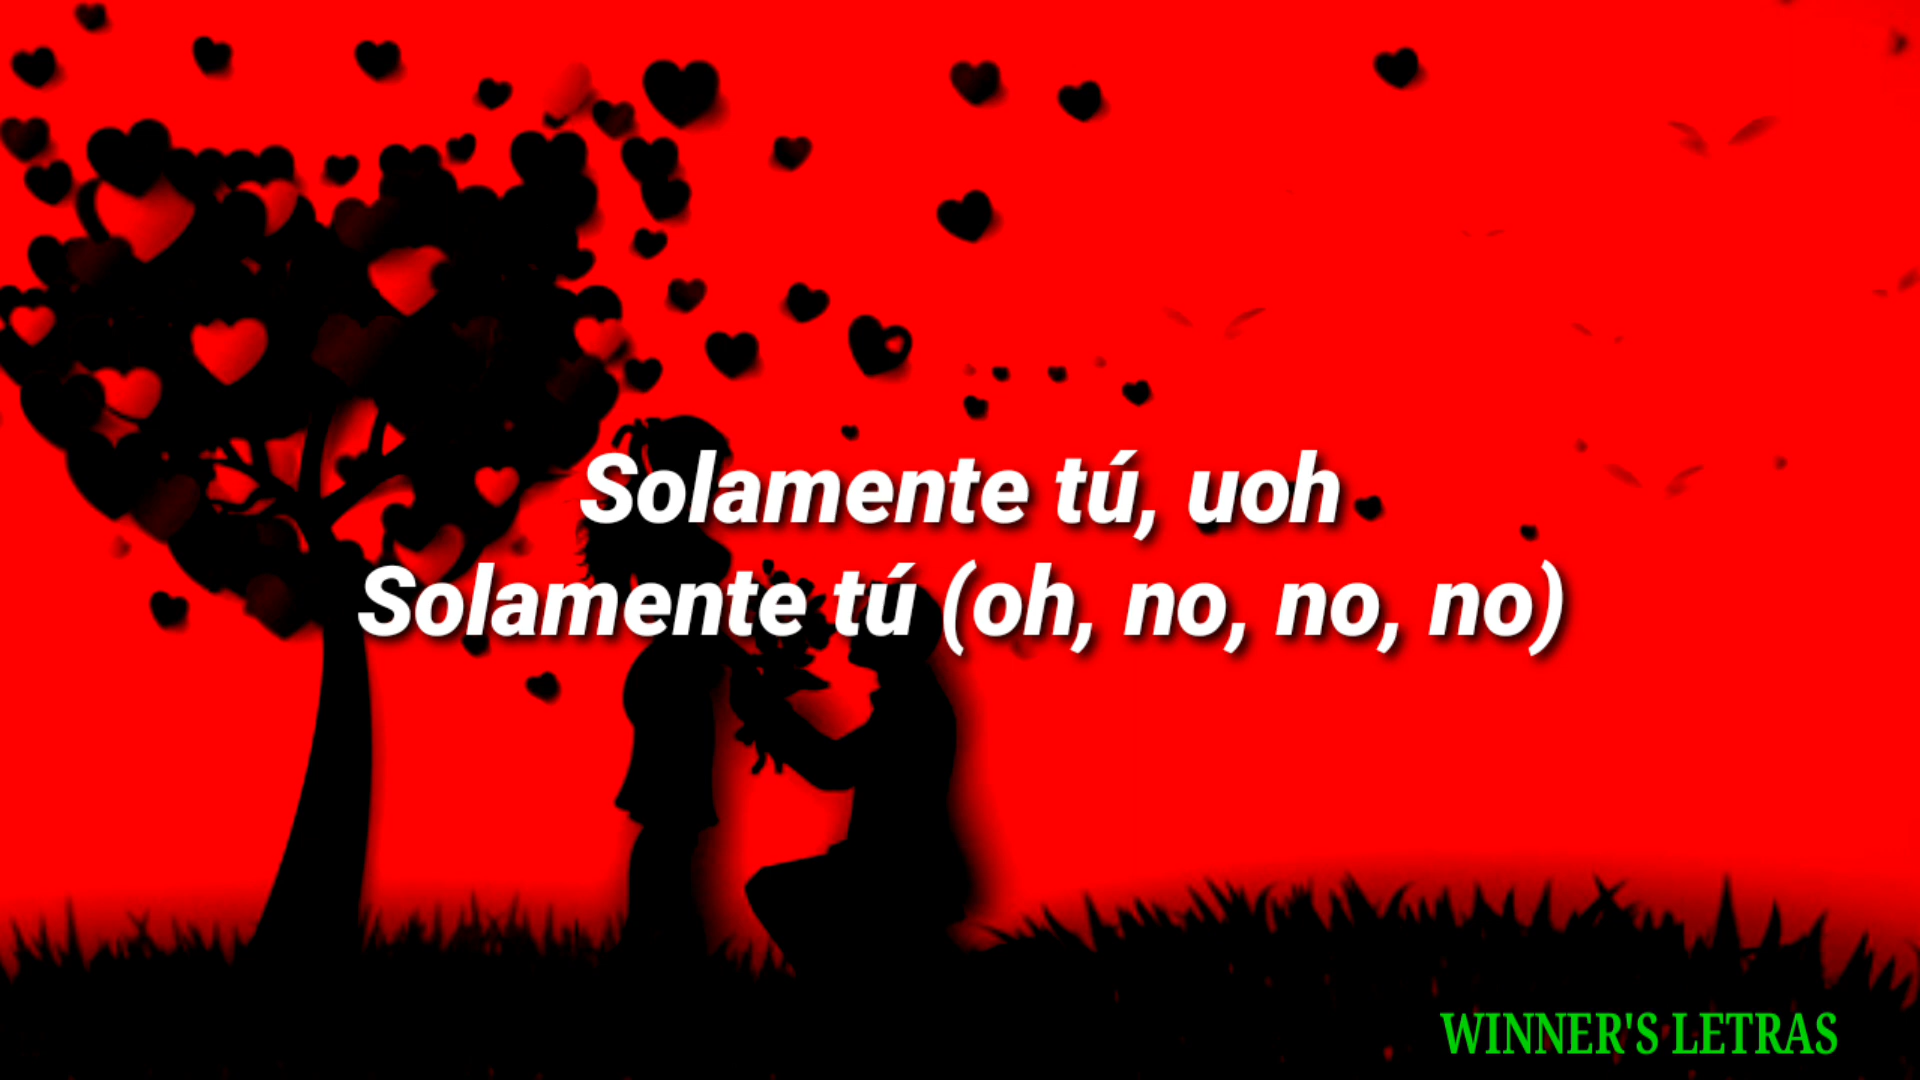 Solamente tú, uoh
Solamente tú (oh, no, no, no)
WINNER'S LETRAS